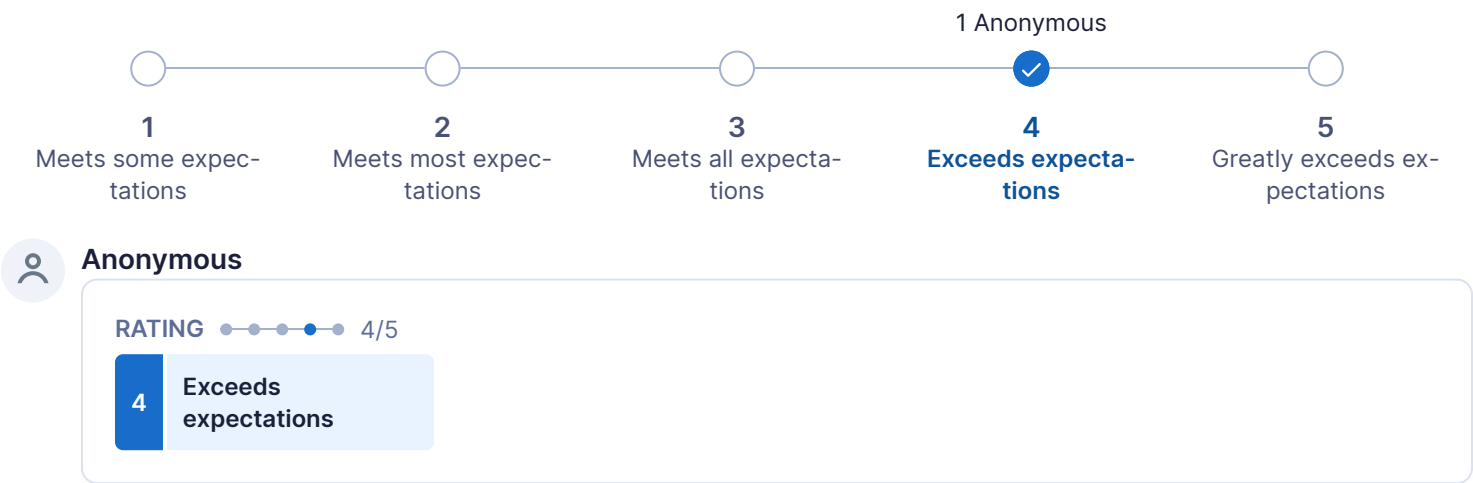 1 Anonymous
1 2 3 4 5
Meets some expec- Meets most expec- Meets all expecta- Exceeds expecta- Greatly exceeds ex-
tations tations tions tions pectations
Anonymous
RATING 4/5
4 Exceeds
expectations